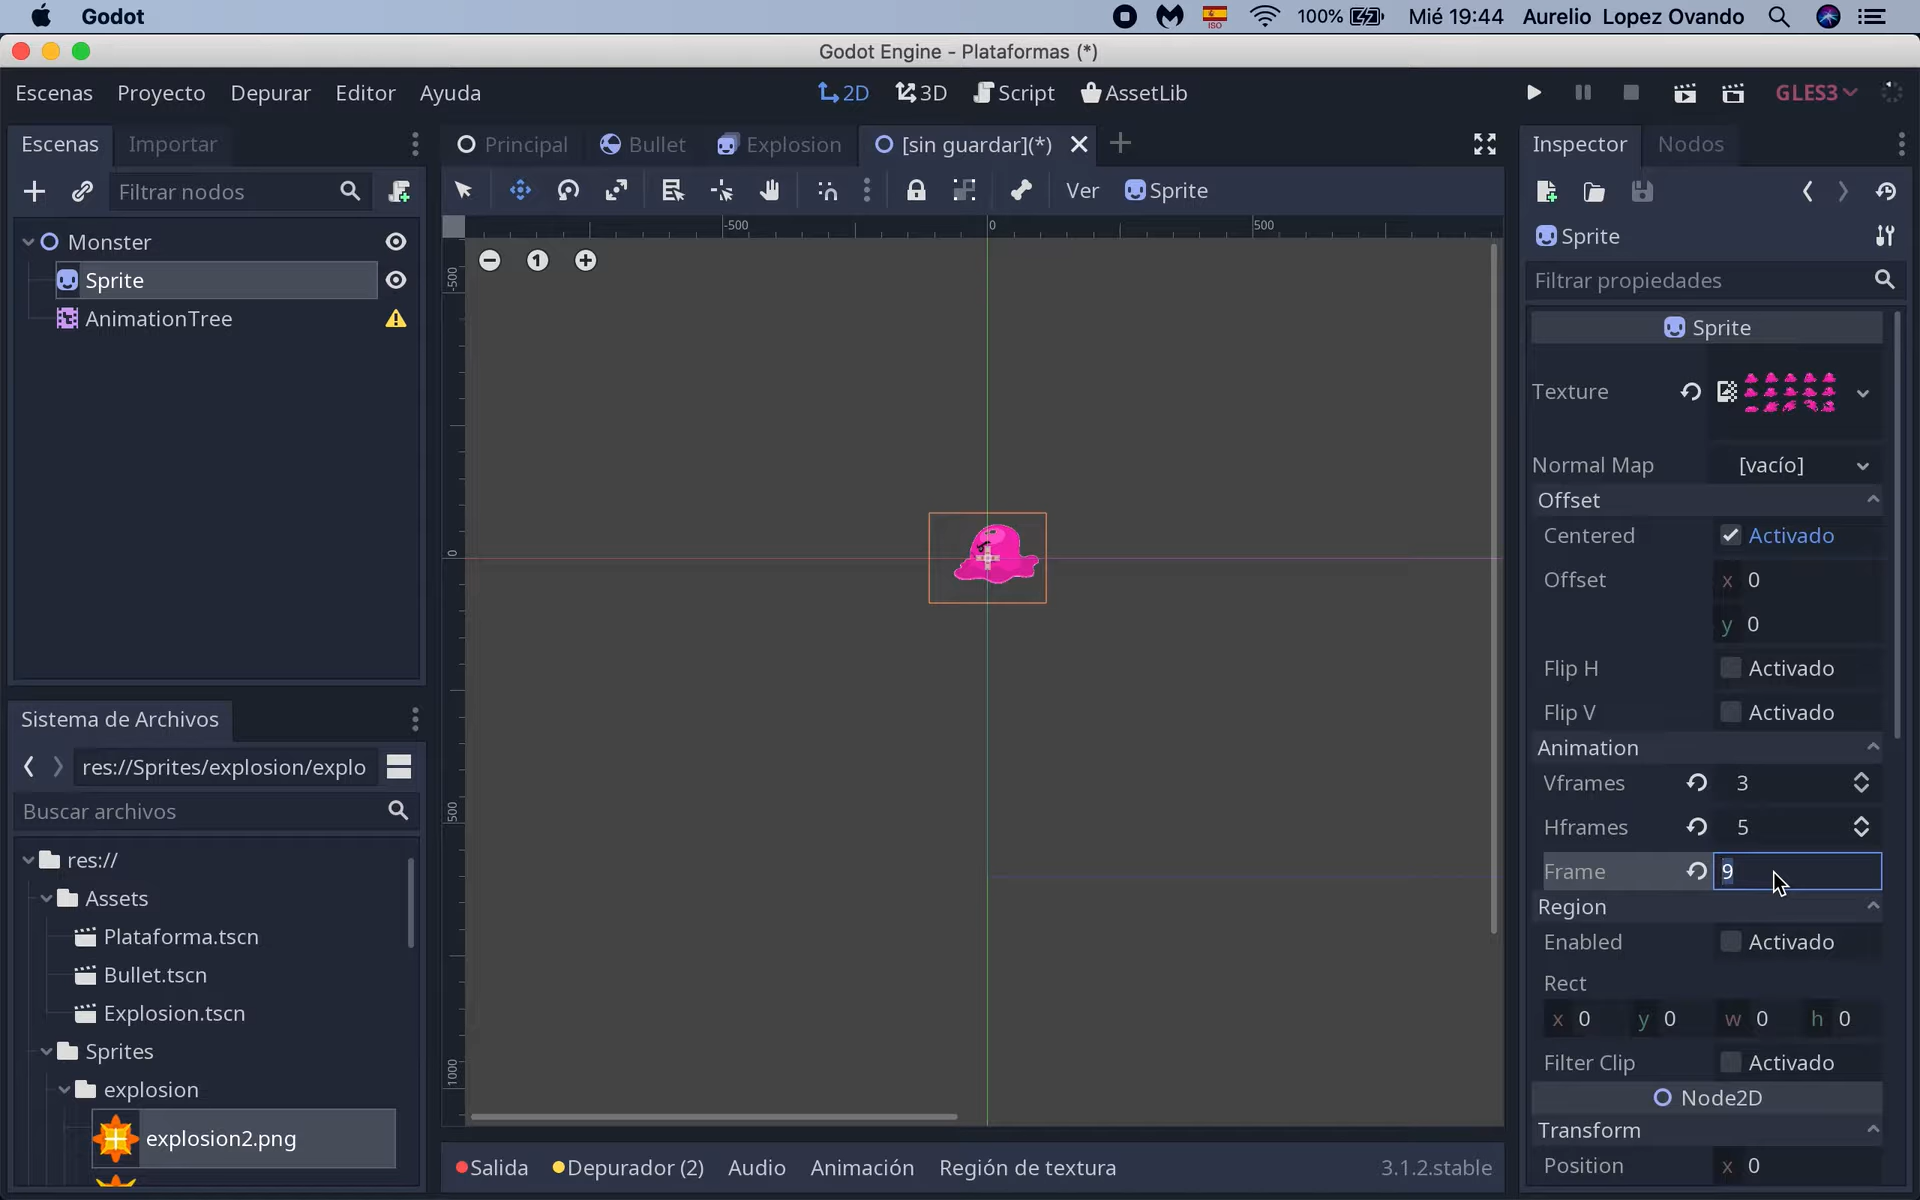 Godot
ISO
100%
Mié 19:44
Aurelio Lopez Ovando
Godot Engine - Plataformas (*)
Escenas
Proyecto
Depurar
Editor
Ayuda
2D
3D
Script
AssetLib
GLES3
Escenas
Importar
Filtrar nodos
Monster
Sprite
AnimationTree
Principal
Bullet
Explosion
[sin guardar](*)
Ver
Sprite
-500
0
500
-500
0
500
1000
1
Sistema de Archivos
res://Sprites/explosion/explo
Buscar archivos
res://
Assets
Plataforma.tscn
Bullet.tscn
Explosion.tscn
Sprites
explosion
explosion2.png
Salida
Depurador (2)
Audio
Animación
Región de textura
3.1.2.stable
Inspector
Nodos
Sprite
Filtrar propiedades
Sprite
Texture
Normal Map [vacío]
Offset
Centered Activado
Offset x 0
y 0
Flip H Activado
Flip V Activado
Animation
Vframes 3
Hframes 5
Frame 9
Region
Enabled Activado
Rect
x 0 y 0 w 0 h 0
Filter Clip Activado
Node2D
Transform
Position x 0